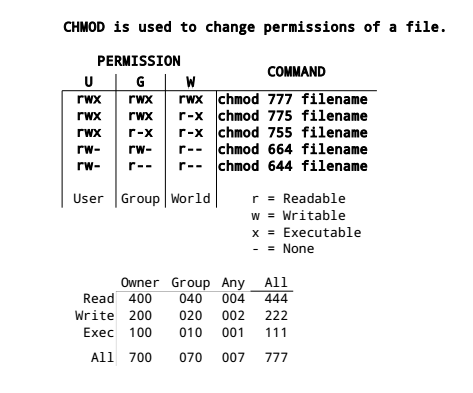 CHMOD is used to change permissions of a file.
PERMISSION
COMMAND
U G W
rwx rwx rwx chmod 777 filename
rwx rwx r-x chmod 775 filename
rwx r-x r-x chmod 755 filename
rw- rw- r-- chmod 664 filename
rw- r-- r-- chmod 644 filename
User Group World r = Readable
w = Writable
x = Executable
- = None
Owner Group Any All
Read 400 040 004 444
Write 200 020 002 222
Exec 100 010 001 111
All 700 070 007 777